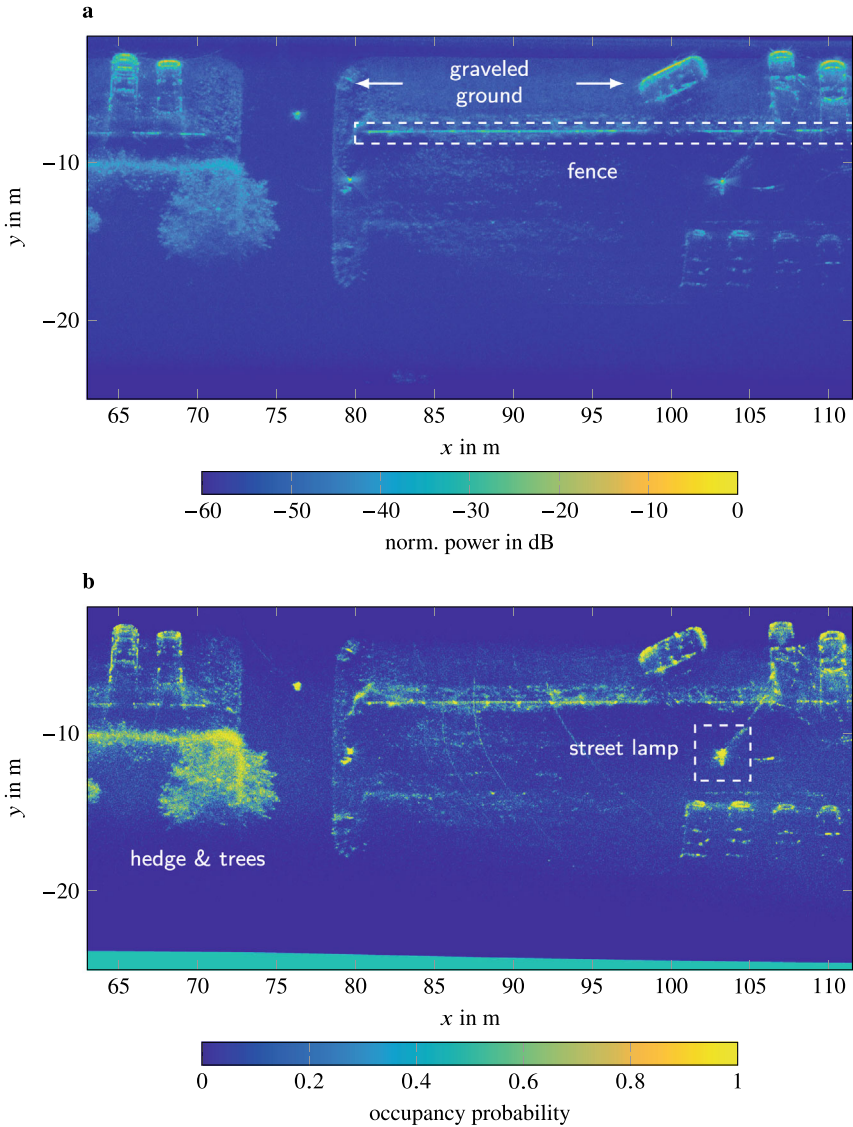 a
graveled
ground
fence
−10
−20
y in m
65 70 75 80 85 90 95 100 105 110
x in m
−60 −50 −40 −30 −20 −10 0
norm. power in dB
b
street lamp
hedge & trees
−10
−20
y in m
65 70 75 80 85 90 95 100 105 110
x in m
0 0.2 0.4 0.6 0.8 1
occupancy probability